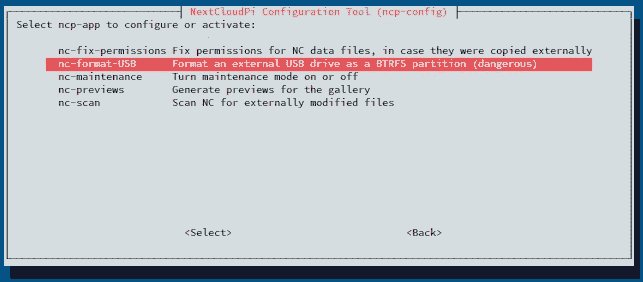 NextCloudPi Configuration Tool (ncp-config)
Select ncp-app to configure or activate:
nc-fix-permissions Fix permissions for NC data files, in case they were copied externally
nc-format-USB Format an external USB drive as a BTRFS partition (dangerous)
nc-maintenance Turn maintenance mode on or off
nc-previews Generate previews for the gallery
nc-scan Scan NC for externally modified files
<Select> <Back>